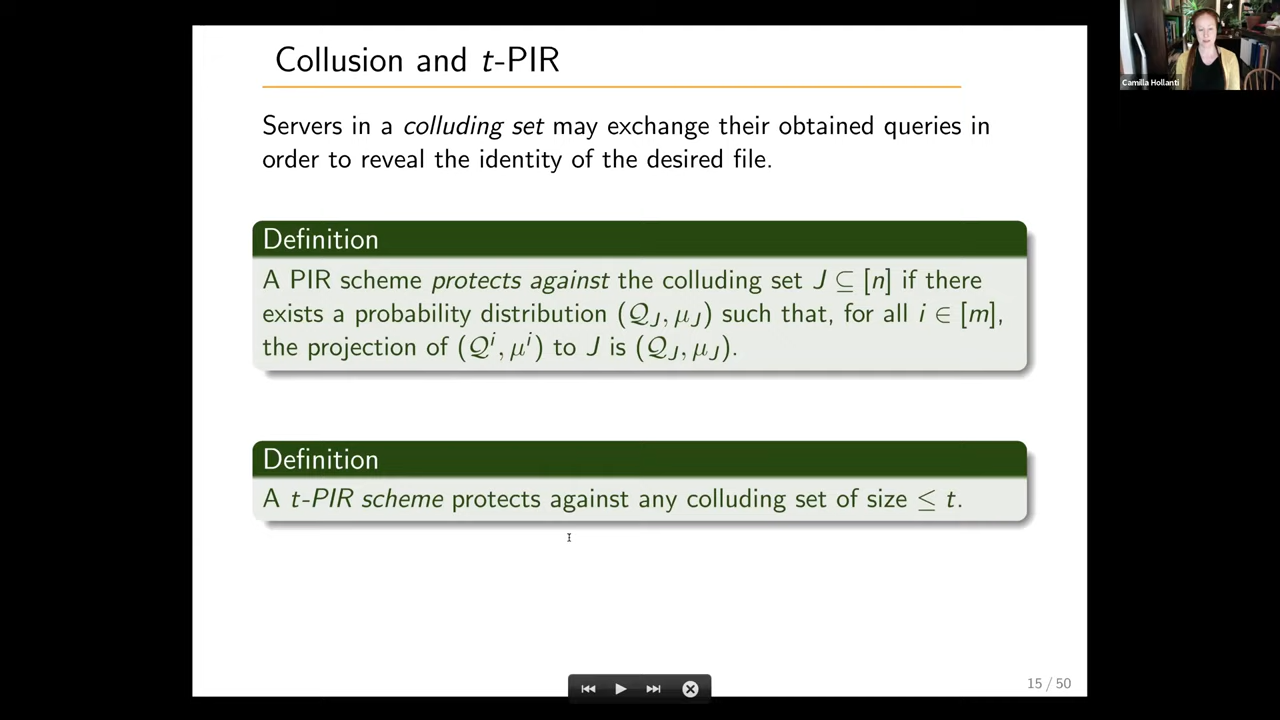 Collusion and t-PIR
Camilla Hollanti
Servers in a colluding set may exchange their obtained queries in
order to reveal the identity of the desired file.
Definition
A PIR scheme protects against the colluding set J ⊆ [n] if there
exists a probability distribution (𝒬_J, μ_J) such that, for all i ∈ [m],
the projection of (𝒬^i, μ^i) to J is (𝒬_J, μ_J).
Definition
A t-PIR scheme protects against any colluding set of size ≤ t.
15 / 50